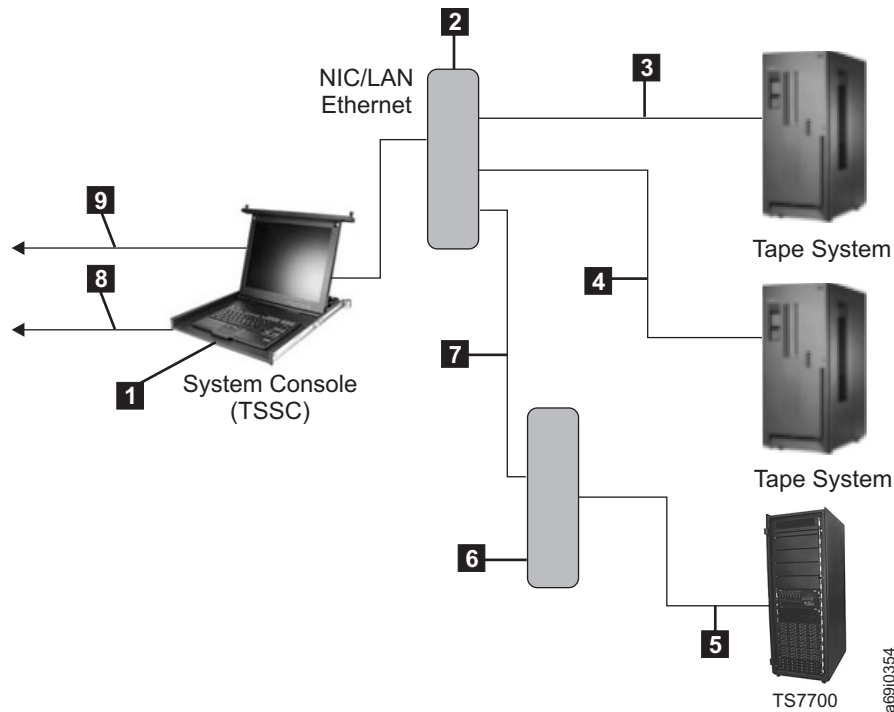 2
NIC/LAN
Ethernet
3
Tape System
9
8
4
1
System Console
(TSSC)
7
Tape System
6
5
TS7700
a69i0354